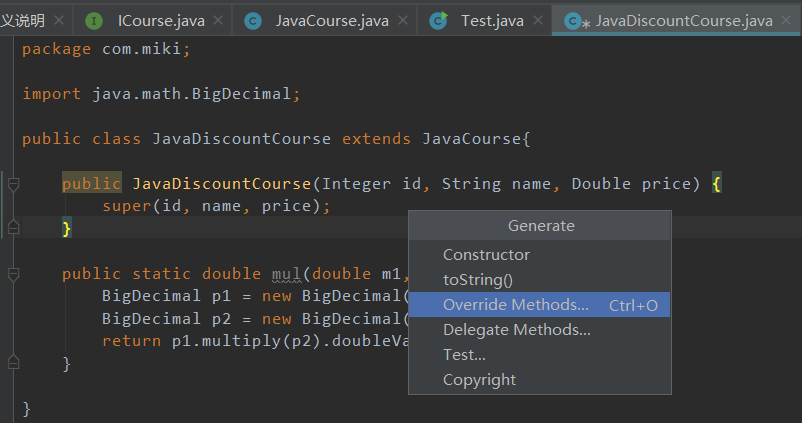 义说明 ICourse.java JavaCourse.java Test.java JavaDiscountCourse.java
package com.miki;
import java.math.BigDecimal;
public class JavaDiscountCourse extends JavaCourse{
public JavaDiscountCourse(Integer id, String name, Double price) {
super(id, name, price);
}
public static double mul(double m1,
BigDecimal p1 = new BigDecimal(
BigDecimal p2 = new BigDecimal(
return p1.multiply(p2).doubleVa
}
}
Generate
Constructor
toString()
Override Methods... Ctrl+O
Delegate Methods...
Test...
Copyright